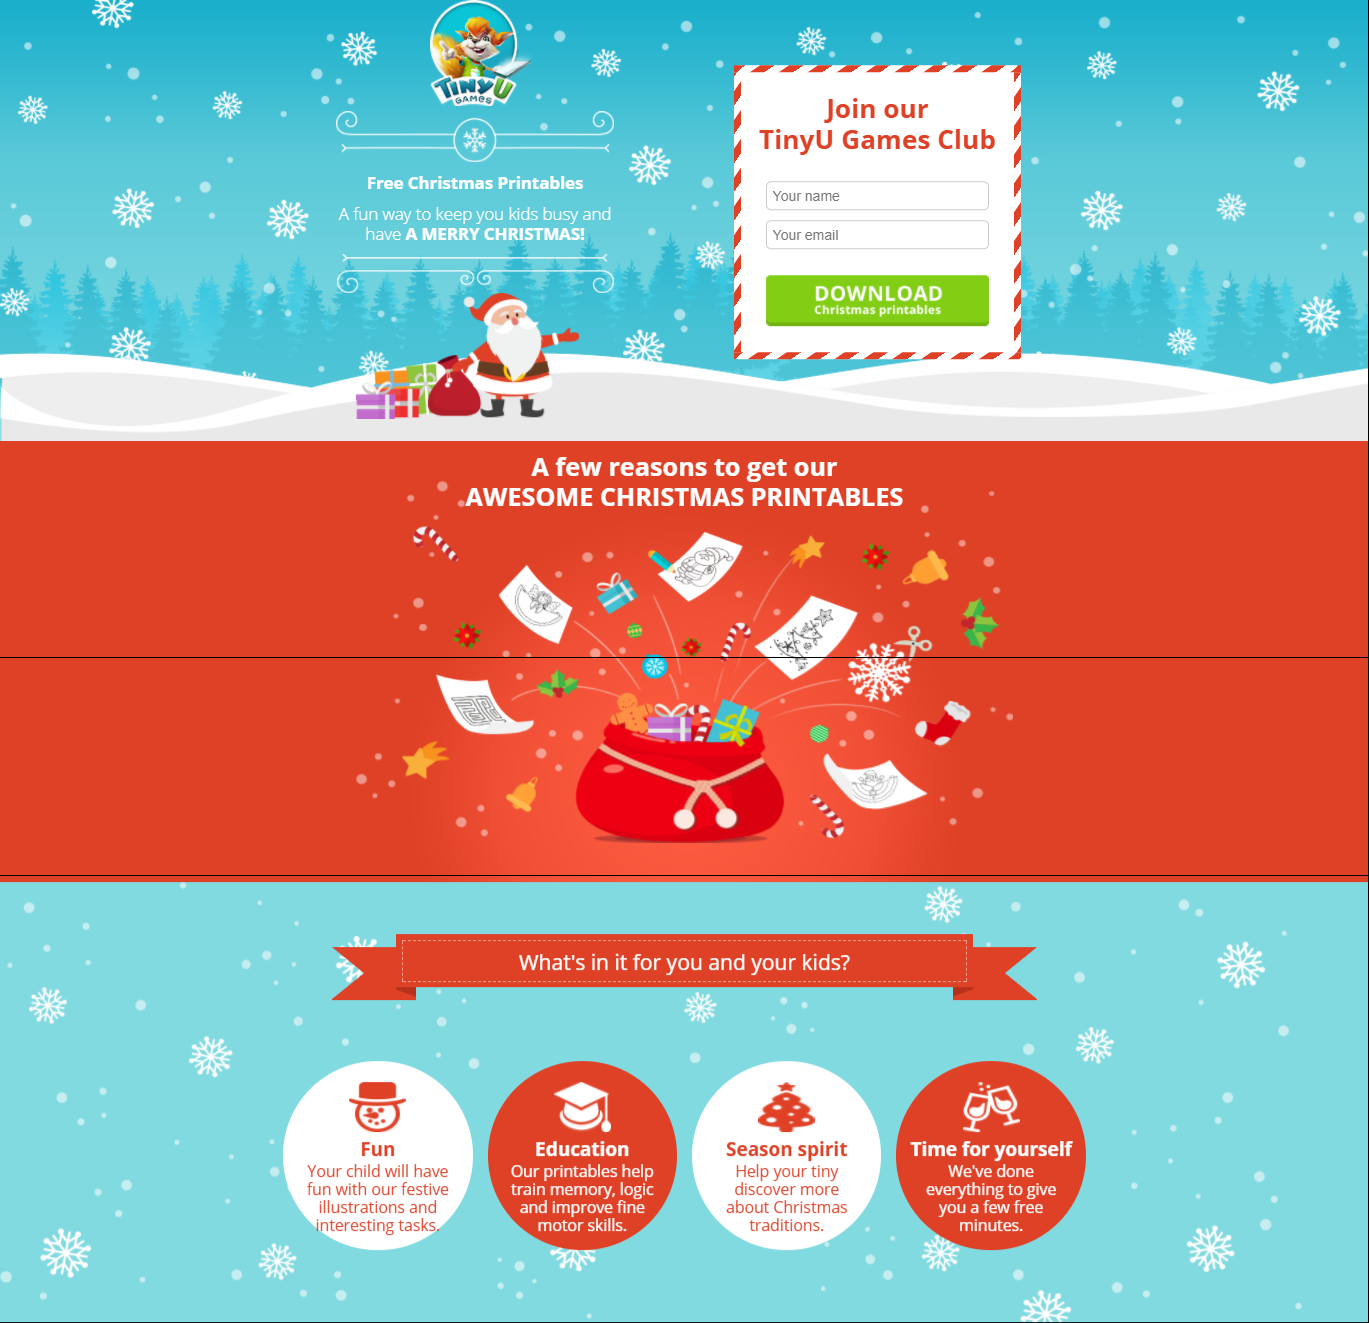 TINYU
GAMES
Free Christmas Printables
A fun way to keep you kids busy and
have A MERRY CHRISTMAS!
Join our
TinyU Games Club
Your name
Your email
DOWNLOAD
Christmas printables
A few reasons to get our
AWESOME CHRISTMAS PRINTABLES
What's in it for you and your kids?
Fun
Your child will have
fun with our festive
illustrations and
interesting tasks.
Education
Our printables help
train memory, logic
and improve fine
motor skills.
Season spirit
Help your tiny
discover more
about Christmas
traditions.
Time for yourself
We've done
everything to give
you a few free
minutes.